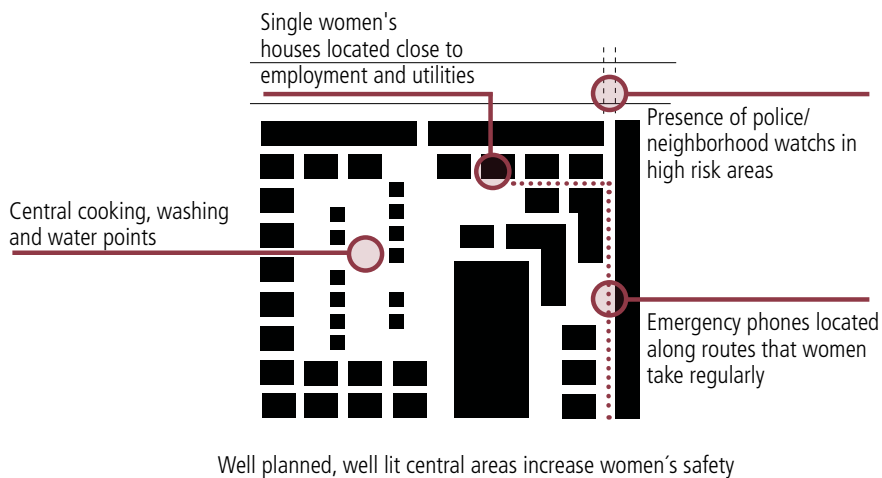 Single women's
houses located close to
employment and utilities
Presence of police/
neighborhood watchs in
high risk areas
Central cooking, washing
and water points
Emergency phones located
along routes that women
take regularly
Well planned, well lit central areas increase women´s safety